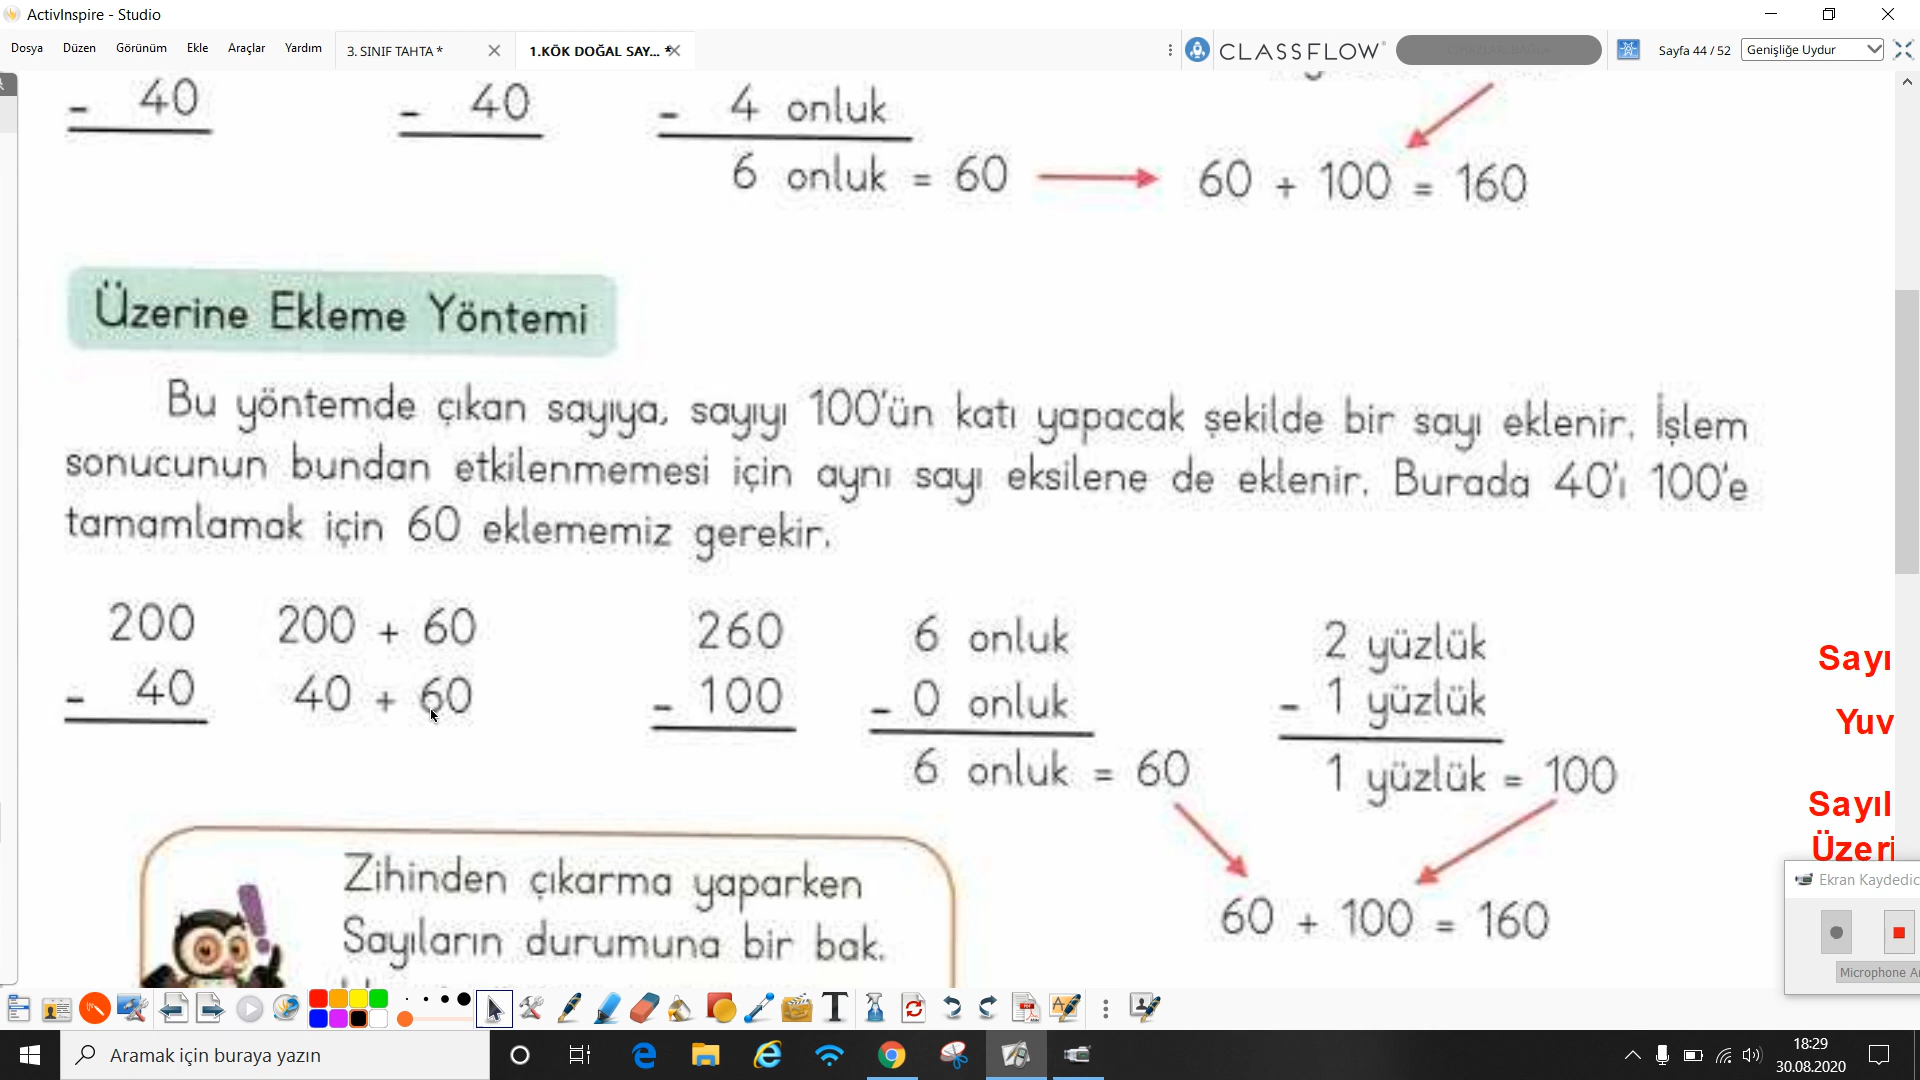 ActivInspire - Studio
Dosya Düzen Görünüm Ekle Araçlar Yardım
3. SINIF TAHTA *
1.KÖK DOĞAL SAY... *
CLASSFLOW
Sayfa 44 / 52
Genişliğe Uydur
- 40
- 40
- 4 onluk
6 onluk = 60
60 + 100 = 160
Üzerine Ekleme Yöntemi
Bu yöntemde çıkan sayıya, sayıyı 100'ün katı yapacak şekilde bir sayı eklenir. İşlem
sonucunun bundan etkilenmemesi için aynı sayı eksilene de eklenir. Burada 40'ı 100'e
tamamlamak için 60 eklememiz gerekir.
200
- 40
200 + 60
40 + 60
260
- 100
6 onluk
- 0 onluk
6 onluk = 60
2 yüzlük
- 1 yüzlük
1 yüzlük = 100
60 + 100 = 160
Zihinden çıkarma yaparken
Sayıların durumuna bir bak.
Sayı
Yuv
Sayıl
Üzeri
Ekran Kaydedic
Microphone A
Aramak için buraya yazın
18:29
30.08.2020